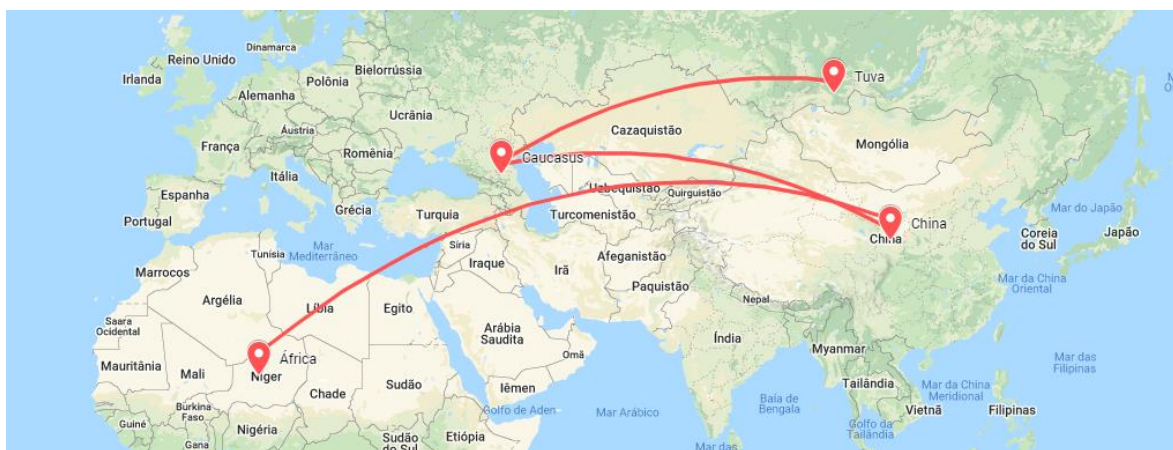 Reino Unido
Irlanda
Dinamarca
Polônia
Bielorrússia
Alemanha
Ucrânia
Áustria
França
Romênia
Itália
Espanha
Portugal
Grécia
Turquia
Caucasus
Cazaquistão
Tuva
Mongólia
Uzbequistão
Quirguistão
Turcomenistão
China
China
Coreia
do Sul
Japão
Mar do Japão
Tunísia
Mar
Mediterrâneo
Síria
Iraque
Irã
Afeganistão
Paquistão
Nepal
Mar da China
Oriental
Marrocos
Argélia
Líbia
Egito
Saara
Ocidental
Arábia
Saudita
Omã
Índia
Myanmar
Mauritânia
Mali
África
Níger
Chade
Sudão
Iêmen
Golfo de Aden
Mar Arábico
Baía de
Bengala
Tailândia
Mar da China
Meridional
Mar das
Filipinas
Burkina
Faso
Guiné
Nigéria
Gana
Sudão
do Sul
Etiópia
Vietnã
Golfo da
Tailândia
Filipinas
Mar das